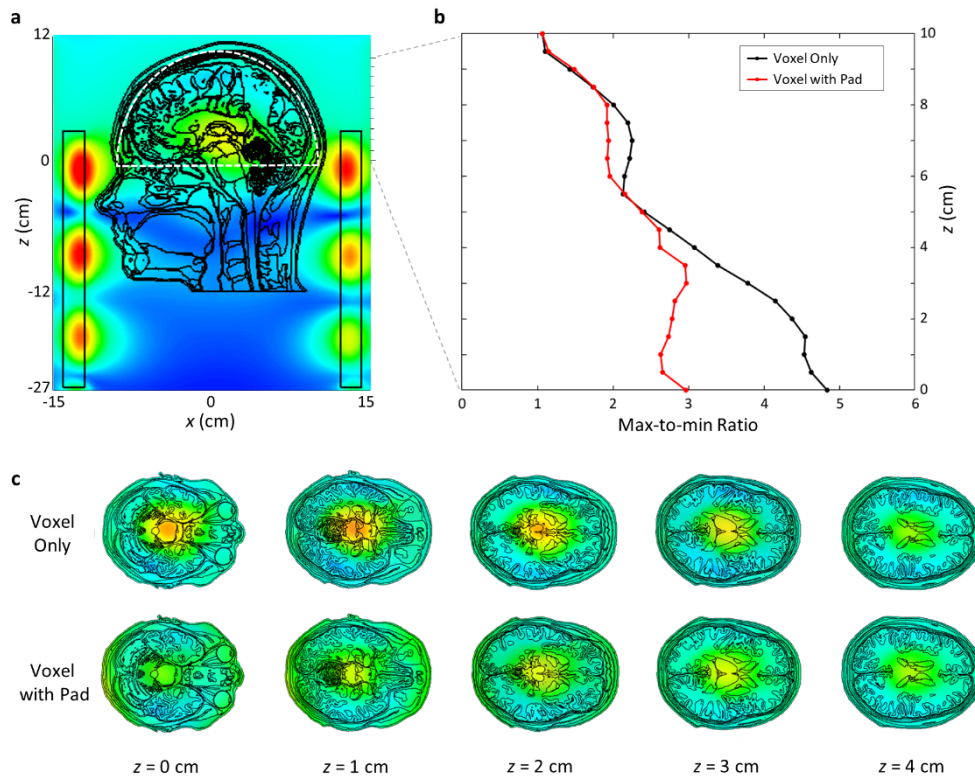 a
12
0
-12
-27
z (cm)
-15
0
15
x (cm)
b
Voxel Only
Voxel with Pad
10
8
6
4
2
0
z (cm)
0
1
2
3
4
5
6
Max-to-min Ratio
c
Voxel
Only
Voxel
with Pad
z = 0 cm
z = 1 cm
z = 2 cm
z = 3 cm
z = 4 cm